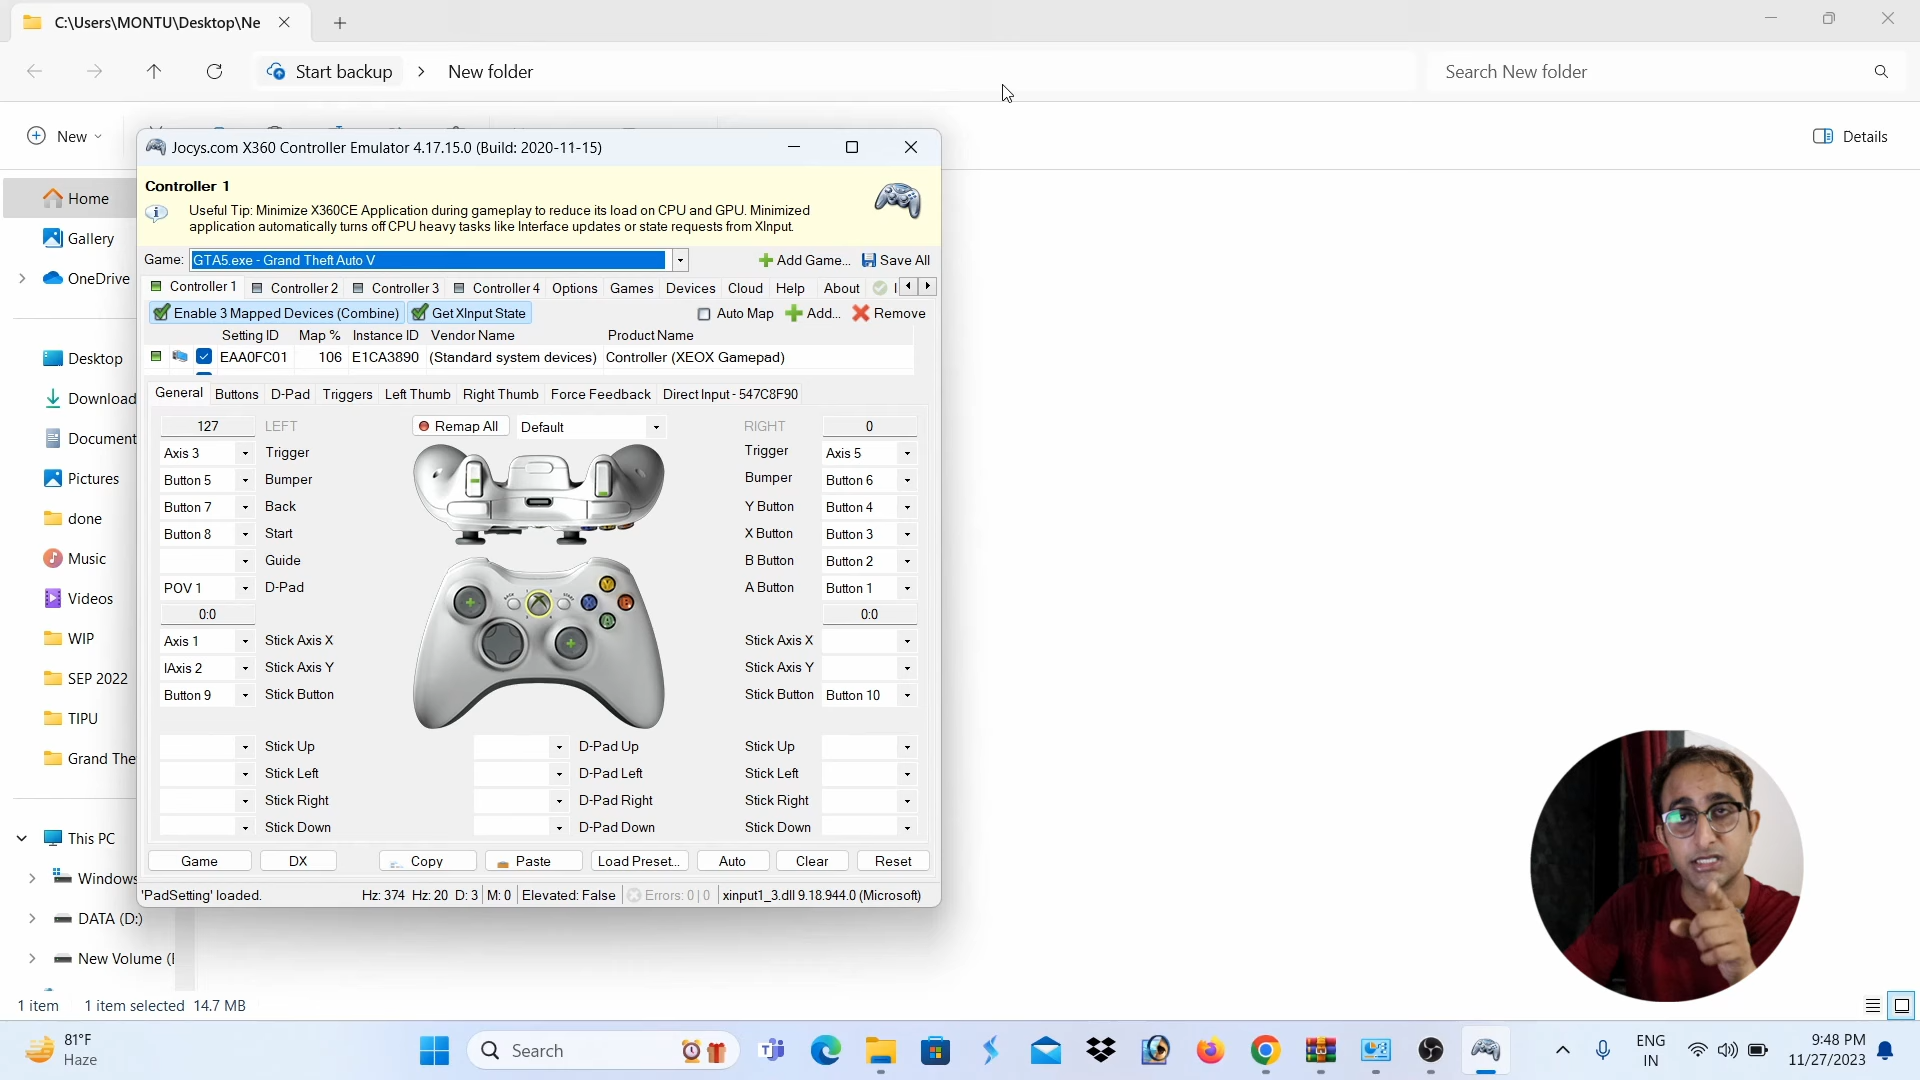 C:\Users\MONTU\Desktop\Ne
Start backup > New folder
Search New folder
New
Details
Home
Gallery
OneDrive
Desktop
Download
Document
Pictures
done
Music
Videos
WIP
SEP 2022
TIPU
Grand The
This PC
Windows
DATA (D:)
New Volume (
Jocys.com X360 Controller Emulator 4.17.15.0 (Build: 2020-11-15)
Controller 1
Useful Tip: Minimize X360CE Application during gameplay to reduce its load on CPU and GPU. Minimized
application automatically turns off CPU heavy tasks like Interface updates or state requests from XInput.
Game: GTA5.exe - Grand Theft Auto V Add Game... Save All
Controller 1 Controller 2 Controller 3 Controller 4 Options Games Devices Cloud Help About
Enable 3 Mapped Devices (Combine) Get XInput State Auto Map Add... Remove
Setting ID Map % Instance ID Vendor Name Product Name
EAA0FC01 106 E1CA3890 (Standard system devices) Controller (XEOX Gamepad)
General Buttons D-Pad Triggers Left Thumb Right Thumb Force Feedback Direct Input - 547C8F90
127 LEFT Remap All Default RIGHT 0
Axis 3 Trigger Trigger Axis 5
Button 5 Bumper Bumper Button 6
Button 7 Back Y Button Button 4
Button 8 Start X Button Button 3
Guide B Button Button 2
POV 1 D-Pad A Button Button 1
0:0 0:0
Axis 1 Stick Axis X Stick Axis X
IAxis 2 Stick Axis Y Stick Axis Y
Button 9 Stick Button Stick Button Button 10
Stick Up D-Pad Up Stick Up
Stick Left D-Pad Left Stick Left
Stick Right D-Pad Right Stick Right
Stick Down D-Pad Down Stick Down
Game DX Copy Paste Load Preset... Auto Clear Reset
'PadSetting' loaded. Hz: 374 Hz: 20 D: 3 M: 0 Elevated: False Errors: 0 | 0 xinput1_3.dll 9.18.944.0 (Microsoft)
1 item 1 item selected 14.7 MB
81°F
Haze
Search
ENG
IN
9:48 PM
11/27/2023